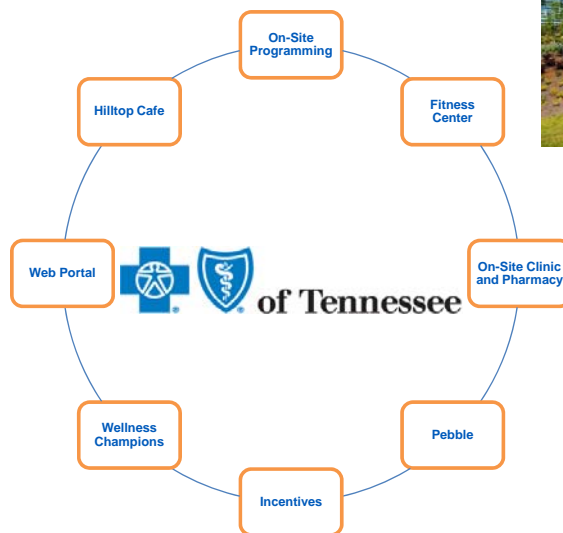 On-Site
Programming
Hilltop Cafe
Fitness
Center
Web Portal
of Tennessee
On-Site Clinic
and Pharmacy
Wellness
Champions
Pebble
Incentives